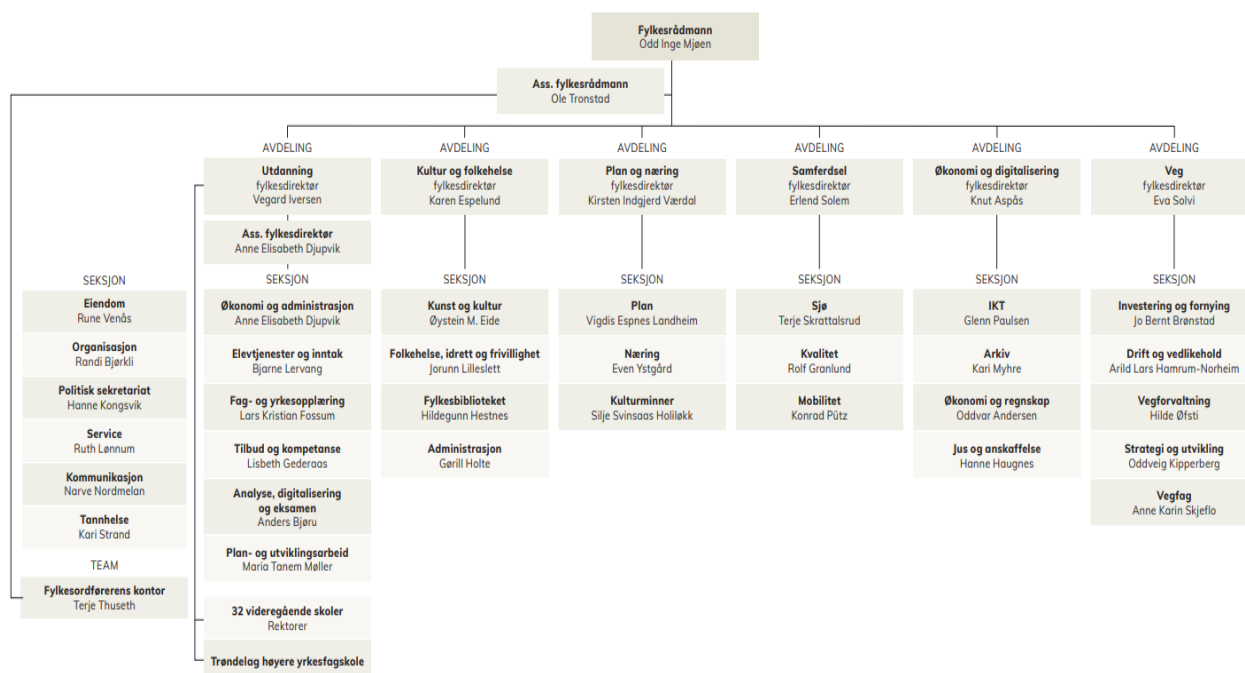 Fylkesrådmann
Odd Inge Mjøen
Ass. fylkesrådmann
Ole Tronstad
SEKSJON
Eiendom
Rune Venås
Organisasjon
Randi Bjørkli
Politisk sekretariat
Hanne Kongsvik
Service
Ruth Lønnum
Kommunikasjon
Narve Nordmelan
Tannhelse
Kari Strand
TEAM
Fylkesordførerens kontor
Terje Thuseth
AVDELING
Utdanning
fylkesdirektør
Vegard Iversen
Ass. fylkesdirektør
Anne Elisabeth Djupvik
SEKSJON
Økonomi og administrasjon
Anne Elisabeth Djupvik
Elevtjenester og inntak
Bjarne Lervang
Fag- og yrkesopplæring
Lars Kristian Fossum
Tilbud og kompetanse
Lisbeth Gederaas
Analyse, digitalisering
og eksamen
Anders Bjøru
Plan- og utviklingsarbeid
Maria Tanem Møller
32 videregående skoler
Rektorer
Trøndelag høyere yrkesfagskole
AVDELING
Kultur og folkehelse
fylkesdirektør
Karen Espelund
SEKSJON
Kunst og kultur
Øystein M. Eide
Folkehelse, idrett og frivillighet
Jorunn Lilleslett
Fylkesbiblioteket
Hildegunn Hestnes
Administrasjon
Gørill Holte
AVDELING
Plan og næring
fylkesdirektør
Kirsten Indgjerd Værdal
SEKSJON
Plan
Vigdis Espnes Landheim
Næring
Even Ystgård
Kulturminner
Silje Svinsaas Holiløkk
AVDELING
Samferdsel
fylkesdirektør
Erlend Solem
SEKSJON
Sjø
Terje Skrattalsrud
Kvalitet
Rolf Granlund
Mobilitet
Konrad Pütz
AVDELING
Økonomi og digitalisering
fylkesdirektør
Knut Aspås
SEKSJON
IKT
Glenn Paulsen
Arkiv
Kari Myhre
Økonomi og regnskap
Oddvar Andersen
Jus og anskaffelse
Hanne Haugnes
AVDELING
Veg
fylkesdirektør
Eva Solvi
SEKSJON
Investering og fornying
Jo Bernt Brønstad
Drift og vedlikehold
Arild Lars Hamrum-Norheim
Vegforvaltning
Hilde Øfsti
Strategi og utvikling
Oddveig Kipperberg
Vegfag
Anne Karin Skjeflo